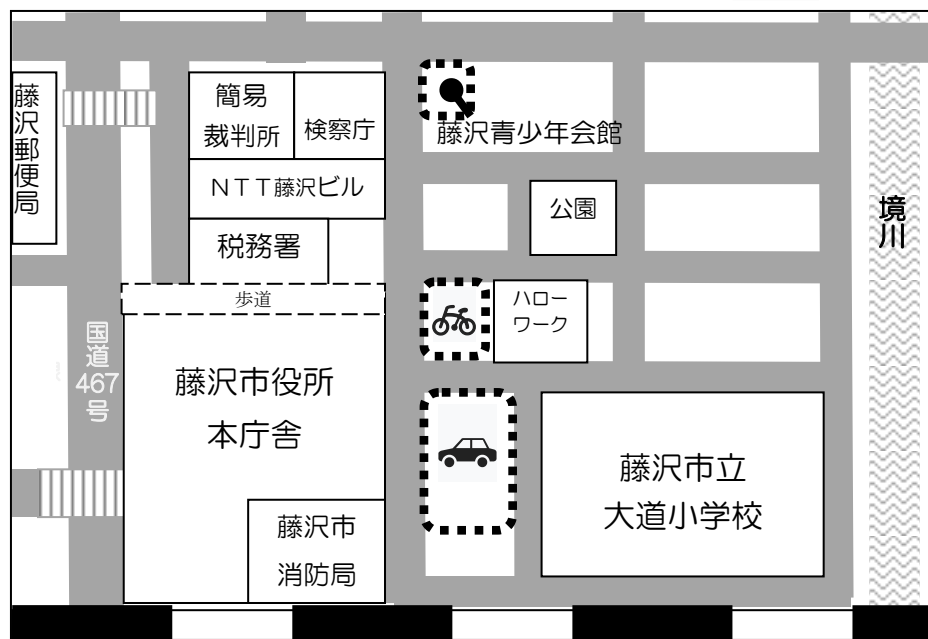 藤沢郵便局
簡易
裁判所
検察庁
藤沢青少年会館
NTT藤沢ビル
公園
境川
税務署
歩道
ハロー
ワーク
国道
467
号
藤沢市役所
本庁舎
藤沢市立
大道小学校
藤沢市
消防局